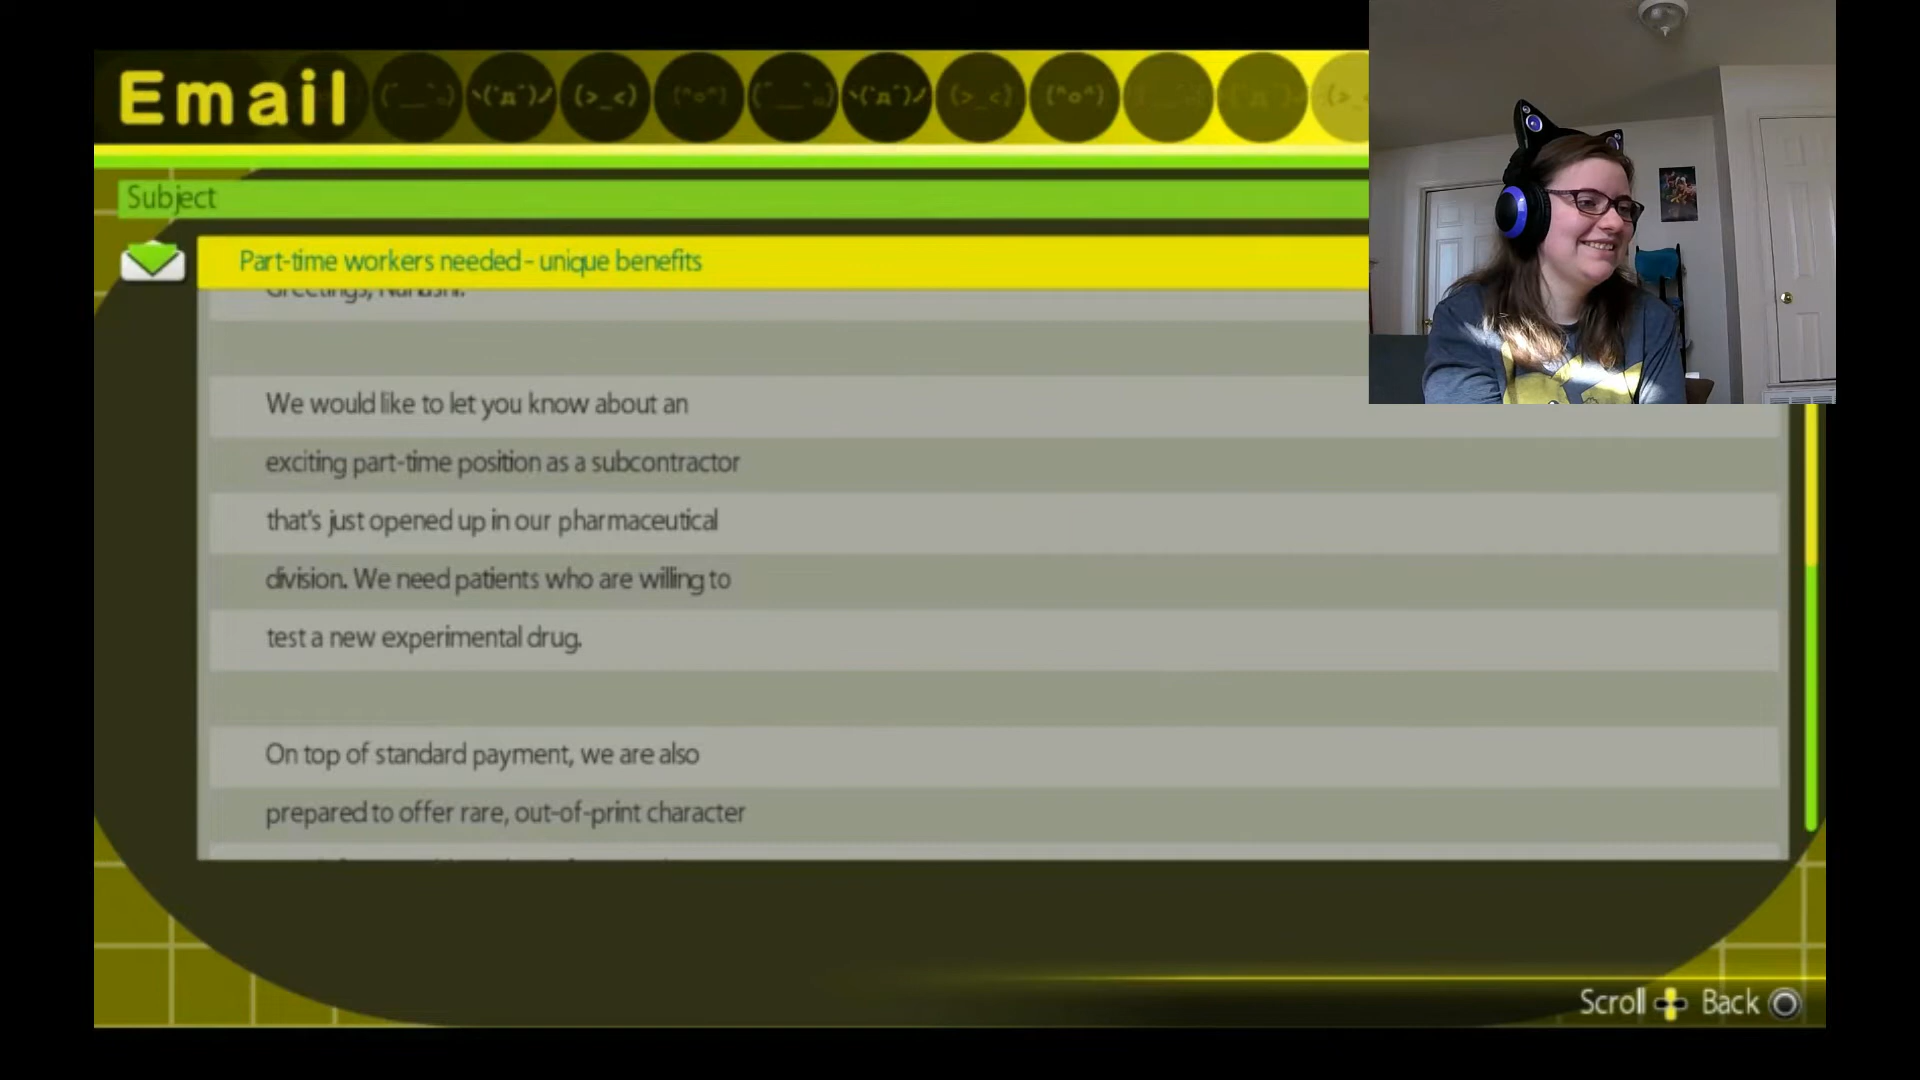 Email
(>_<)
(^o^)
(>_<)
(^o^)
Subject
Part-time workers needed - unique benefits
Greetings, Nanashi.
We would like to let you know about an
exciting part-time position as a subcontractor
that's just opened up in our pharmaceutical
division. We need patients who are willing to
test a new experimental drug.
On top of standard payment, we are also
prepared to offer rare, out-of-print character
Scroll Back